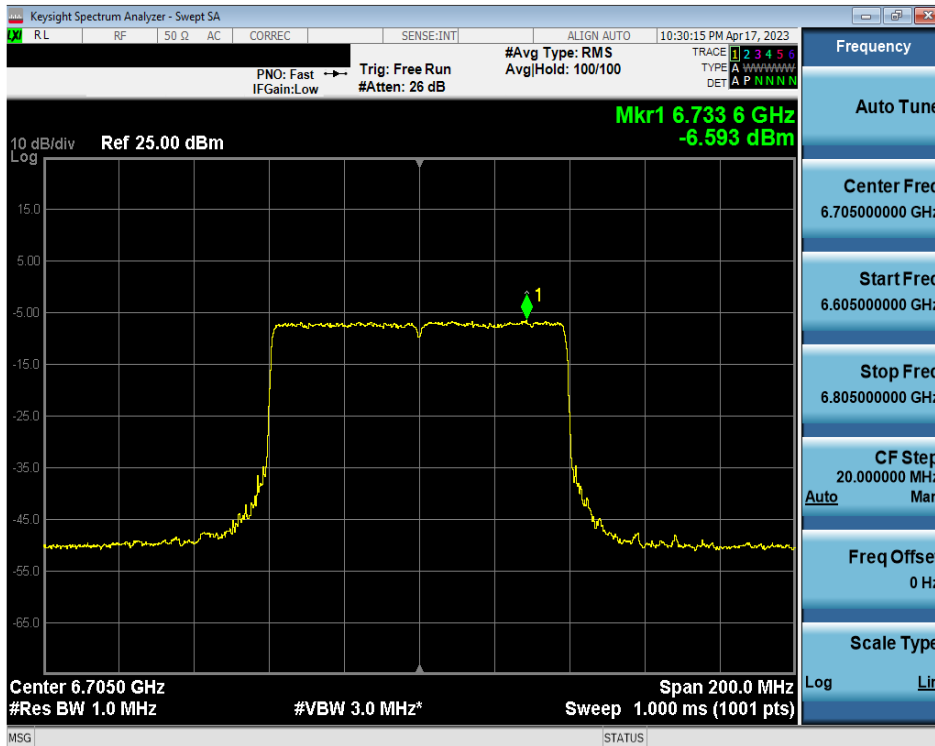 Keysight Spectrum Analyzer - Swept SA
LXI RL RF 50 Ω AC CORREC SENSE:INT ALIGN AUTO 10:30:15 PM Apr 17, 2023
PNO: Fast
IFGain:Low
Trig: Free Run
#Atten: 26 dB
#Avg Type: RMS
Avg|Hold: 100/100
TRACE 1 2 3 4 5 6
TYPE A WWWWW
DET A P N N N N
Mkr1 6.733 6 GHz
-6.593 dBm
10 dB/div Ref 25.00 dBm
Log
15.0
5.00
-5.00
-15.0
-25.0
-35.0
-45.0
-55.0
-65.0
1
Center 6.7050 GHz Span 200.0 MHz
#Res BW 1.0 MHz #VBW 3.0 MHz* Sweep 1.000 ms (1001 pts)
MSG STATUS
Frequency
Auto Tune
Center Freq
6.705000000 GHz
Start Freq
6.605000000 GHz
Stop Freq
6.805000000 GHz
CF Step
20.000000 MHz
Auto Man
Freq Offset
0 Hz
Scale Type
Log Lin